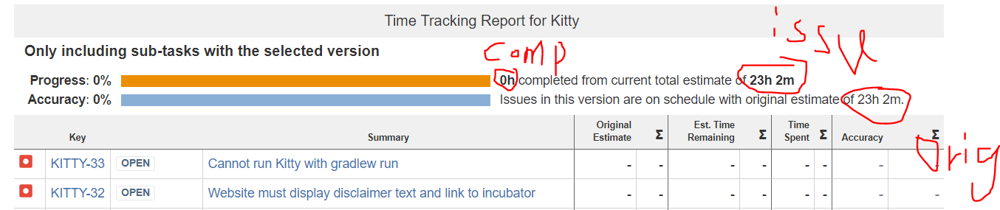 Time Tracking Report for Kitty
issue
Only including sub-tasks with the selected version
comp
Progress: 0% 0h completed from current total estimate of 23h 2m
Accuracy: 0% Issues in this version are on schedule with original estimate of 23h 2m.
Key Summary Original Estimate Σ Est. Time Remaining Σ Time Spent Σ Accuracy Σ
Orig
KITTY-33 OPEN Cannot run Kitty with gradlew run - - - - - - - -
KITTY-32 OPEN Website must display disclaimer text and link to incubator - - - - - - - -